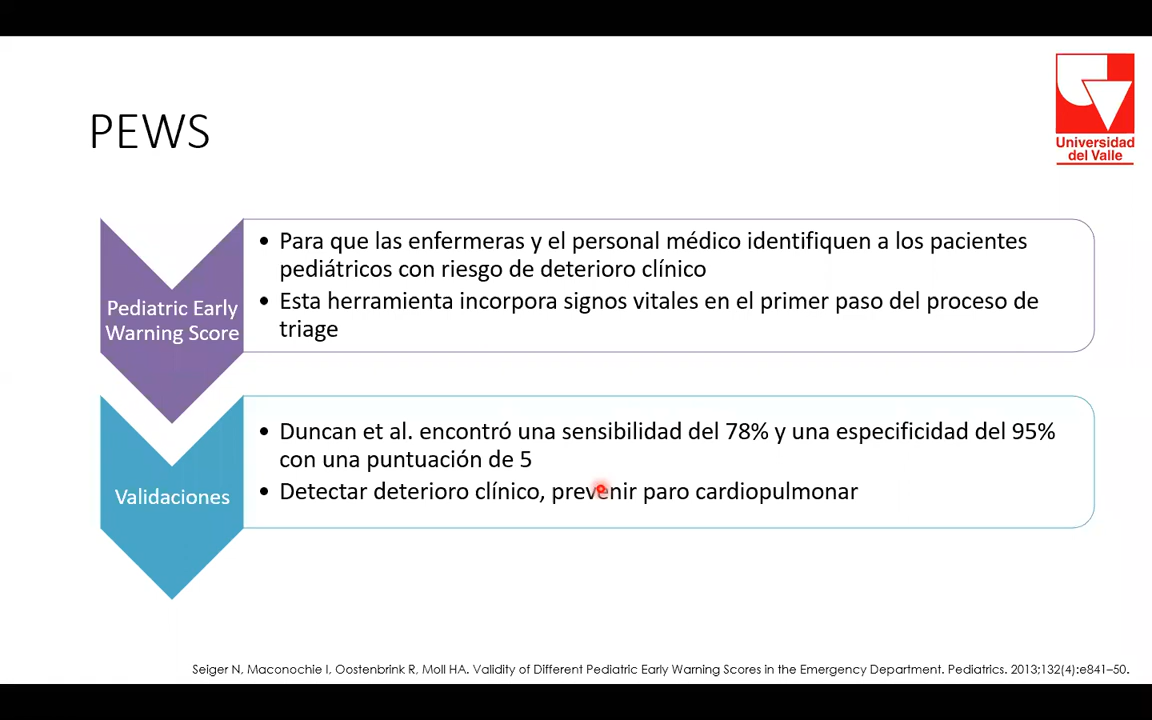 PEWS
Universidad
del Valle
Pediatric Early
Warning Score
• Para que las enfermeras y el personal médico identifiquen a los pacientes
pediátricos con riesgo de deterioro clínico
• Esta herramienta incorpora signos vitales en el primer paso del proceso de
triage
Validaciones
• Duncan et al. encontró una sensibilidad del 78% y una especificidad del 95%
con una puntuación de 5
• Detectar deterioro clínico, prevenir paro cardiopulmonar
Seiger N, Maconochie I, Oostenbrink R, Moll HA. Validity of Different Pediatric Early Warning Scores in the Emergency Department. Pediatrics. 2013;132(4):e841–50.